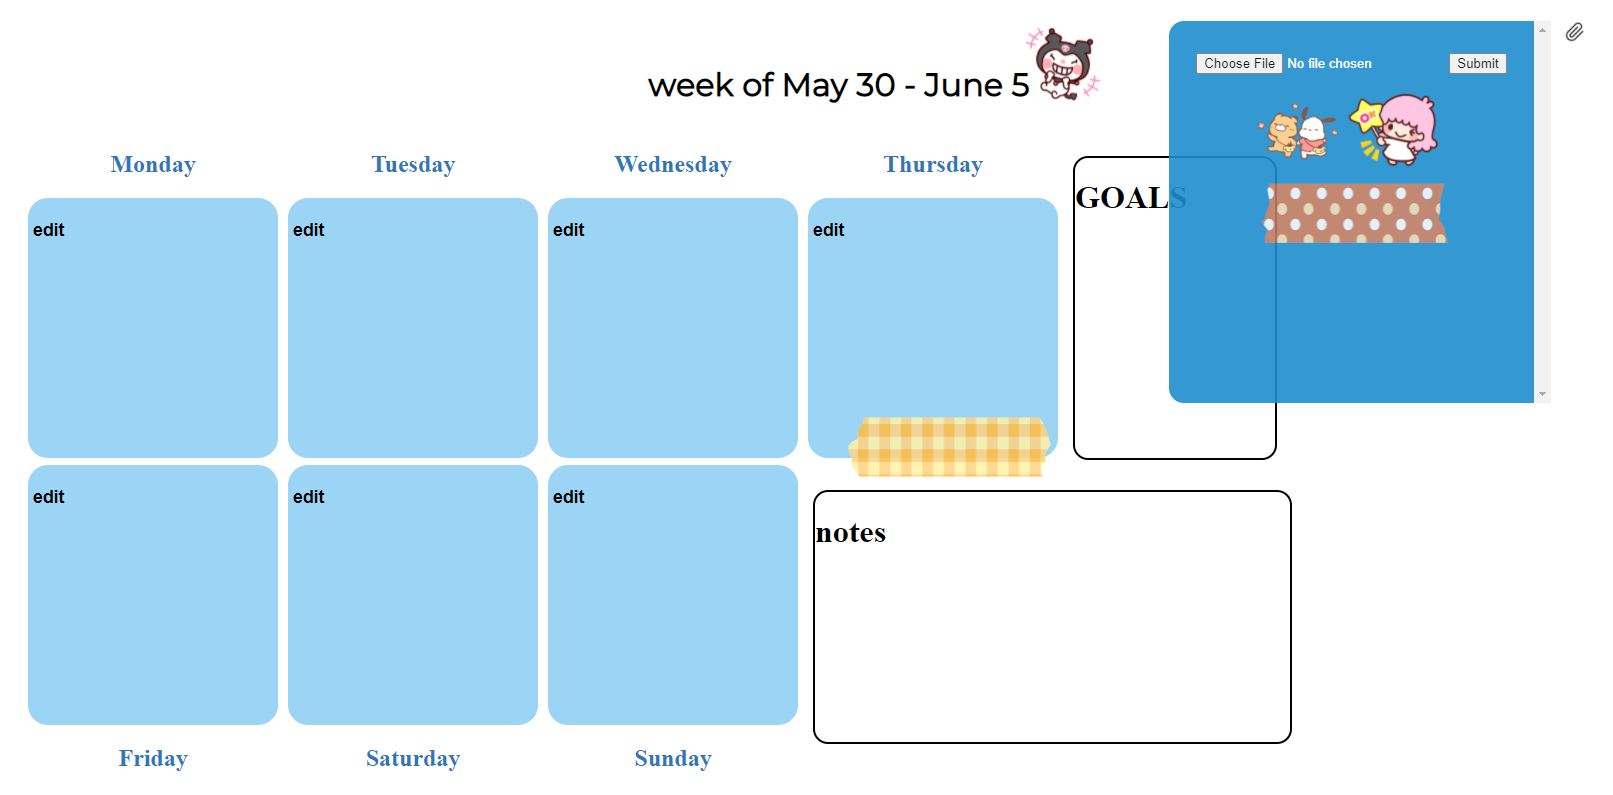 week of May 30 - June 5
Choose File No file chosen Submit
OK
Monday Tuesday Wednesday Thursday
GOALS
edit edit edit edit
edit edit edit
notes
Friday Saturday Sunday